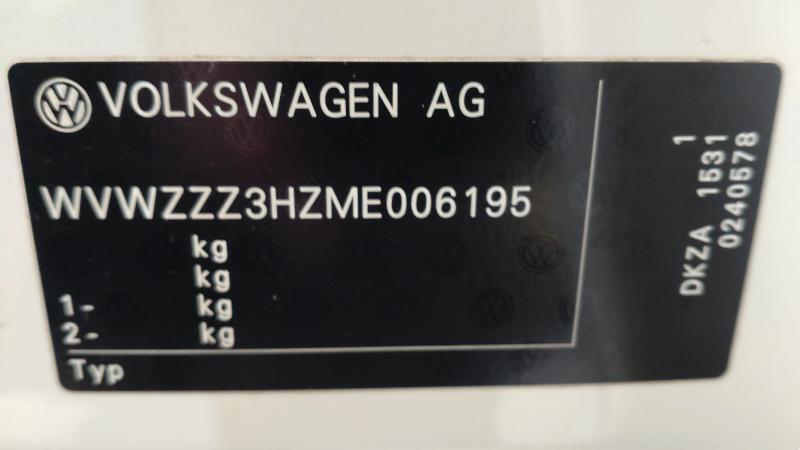 VOLKSWAGEN AG
WVWZZZ3HZME006195
kg
kg
1- kg
2- kg
Typ
1
DKZA 1531
0240578